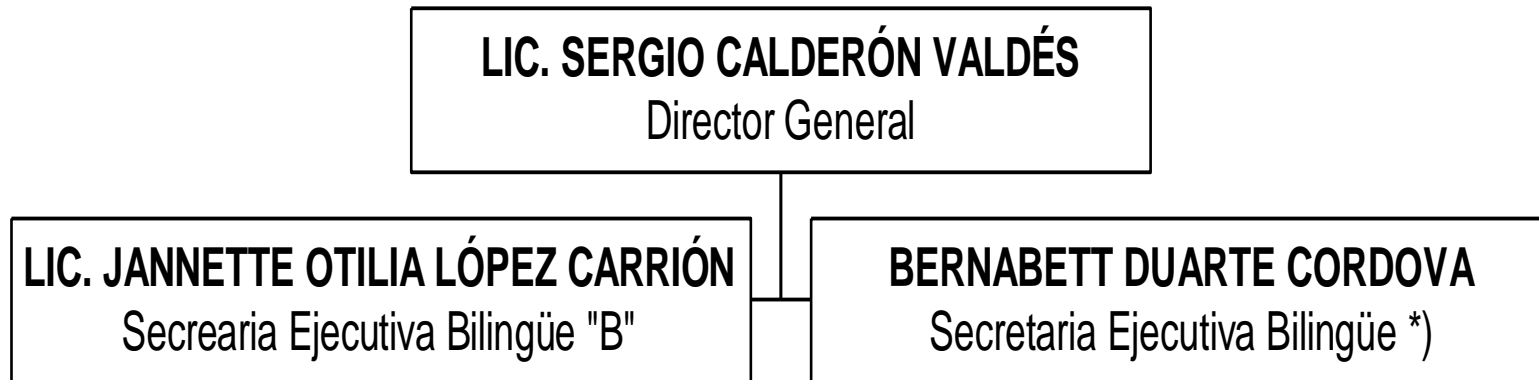 LIC. SERGIO CALDERÓN VALDÉS
Director General
LIC. JANNETTE OTILIA LÓPEZ CARRIÓN
Secrearia Ejecutiva Bilingüe "B"
BERNABETT DUARTE CORDOVA
Secretaria Ejecutiva Bilingüe *)